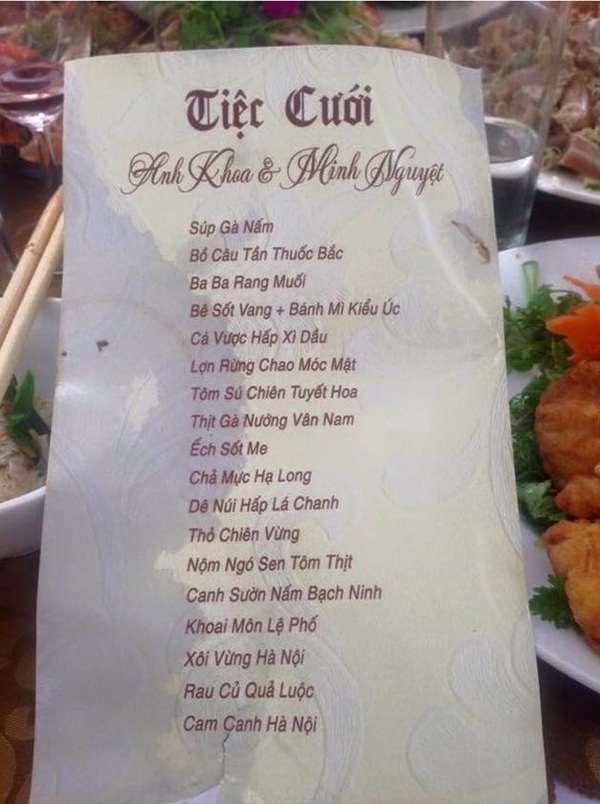 Tiệc Cưới
Anh Khoa & Minh Nguyệt
Súp Gà Nấm
Bồ Câu Tần Thuốc Bắc
Ba Ba Rang Muối
Bê Sốt Vang + Bánh Mì Kiểu Úc
Cá Vược Hấp Xì Dầu
Lợn Rừng Chao Móc Mật
Tôm Sú Chiên Tuyết Hoa
Thịt Gà Nướng Vân Nam
Ếch Sốt Me
Chả Mực Hạ Long
Dê Núi Hấp Lá Chanh
Thỏ Chiên Vừng
Nộm Ngó Sen Tôm Thịt
Canh Sườn Nấm Bạch Ninh
Khoai Môn Lệ Phố
Xôi Vừng Hà Nội
Rau Củ Quả Luộc
Cam Canh Hà Nội